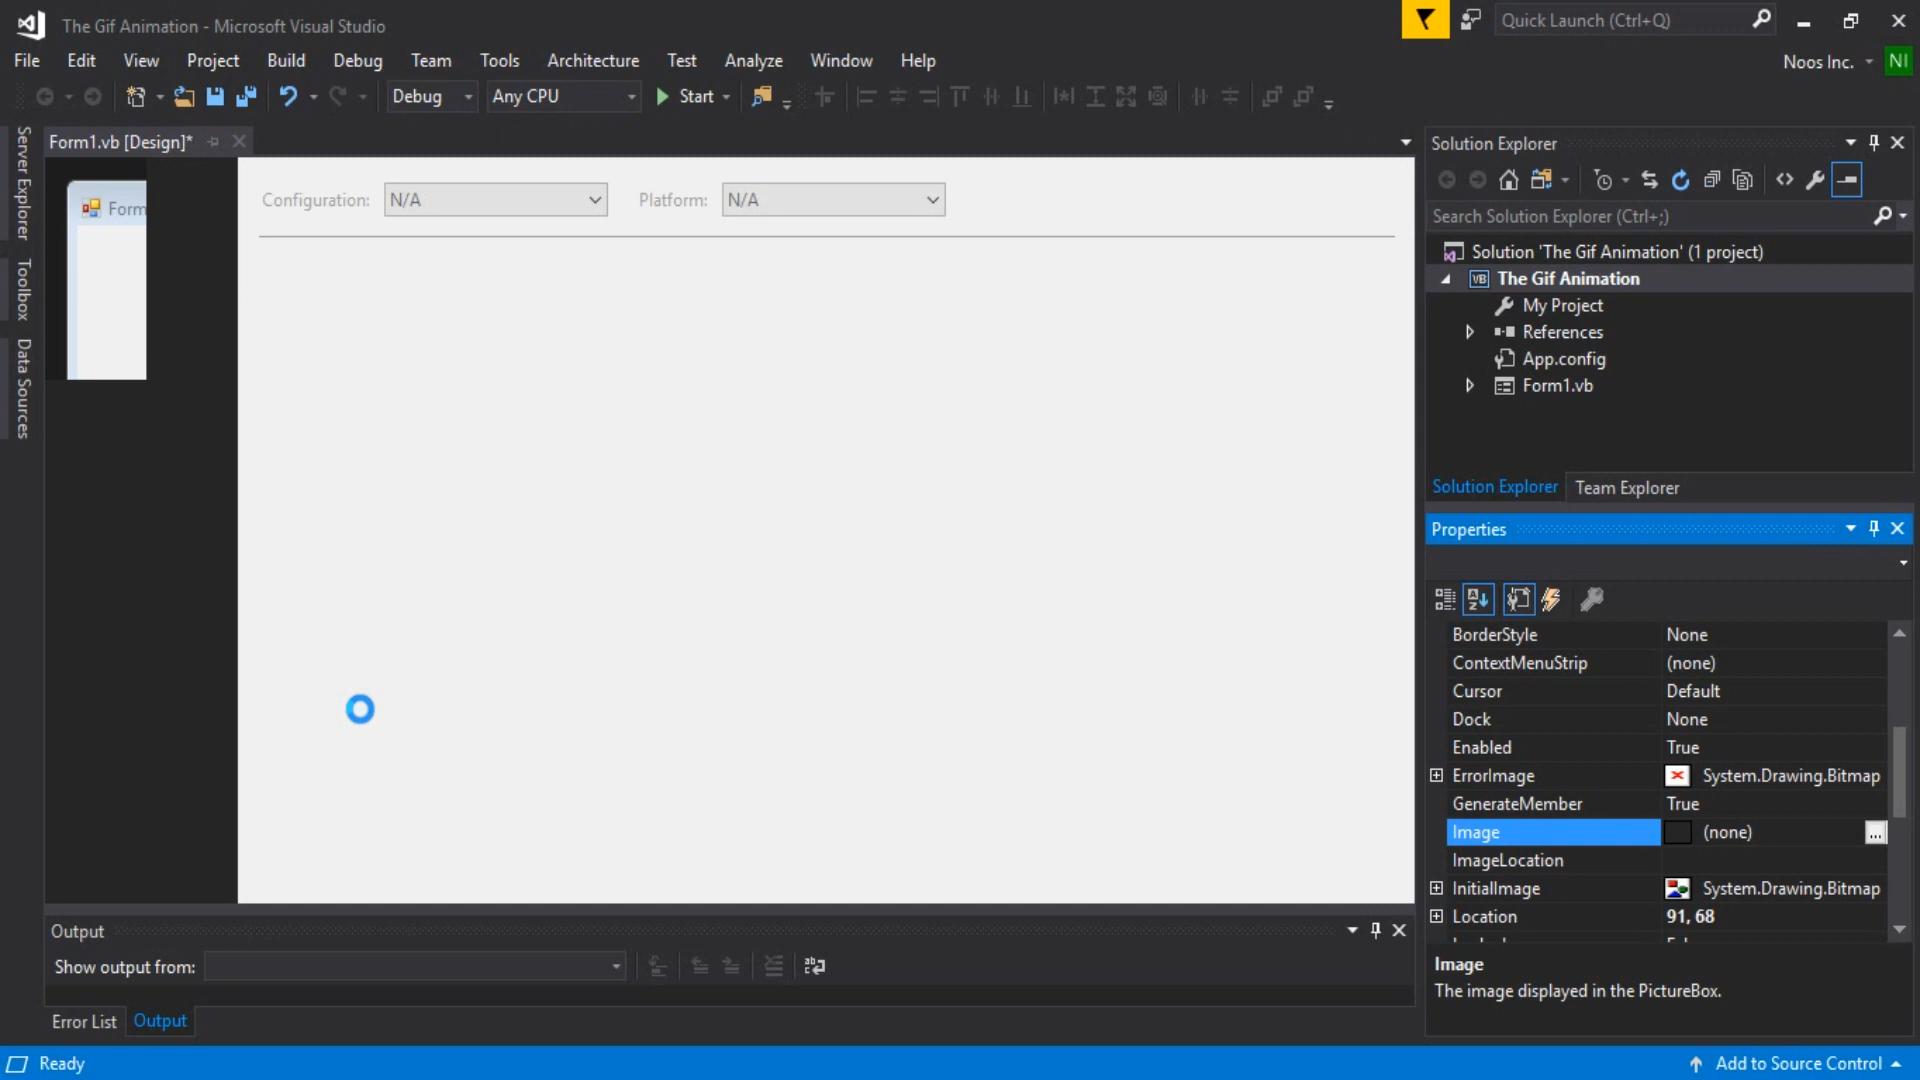 The Gif Animation - Microsoft Visual Studio
Quick Launch (Ctrl+Q)
File Edit View Project Build Debug Team Tools Architecture Test Analyze Window Help
Noos Inc. NI
Debug Any CPU Start
Server Explorer
Toolbox
Data Sources
Form1.vb [Design]*
Form
Configuration: N/A Platform: N/A
Solution Explorer
Search Solution Explorer (Ctrl+;)
Solution 'The Gif Animation' (1 project)
VB The Gif Animation
My Project
References
App.config
Form1.vb
Solution Explorer Team Explorer
Properties
BorderStyle None
ContextMenuStrip (none)
Cursor Default
Dock None
Enabled True
ErrorImage System.Drawing.Bitmap
GenerateMember True
Image (none) ...
ImageLocation
InitialImage System.Drawing.Bitmap
Location 91, 68
Image
The image displayed in the PictureBox.
Output
Show output from:
Error List Output
Ready
Add to Source Control